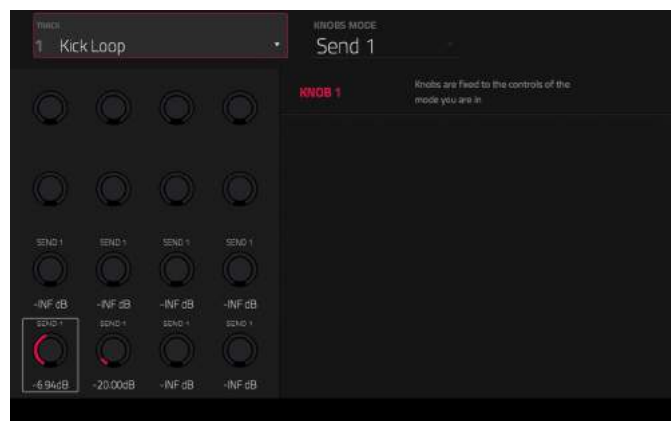 TRACK
KNOBS MODE
1 Kick Loop
Send 1
KNOB 1
Knobs are fixed to the controls of the
mode you are in
SEND 1 SEND 1 SEND 1 SEND 1
-INF dB -INF dB -INF dB -INF dB
SEND 1 SEND 1 SEND 1 SEND 1
-6.94dB -20.00dB -INF dB -INF dB